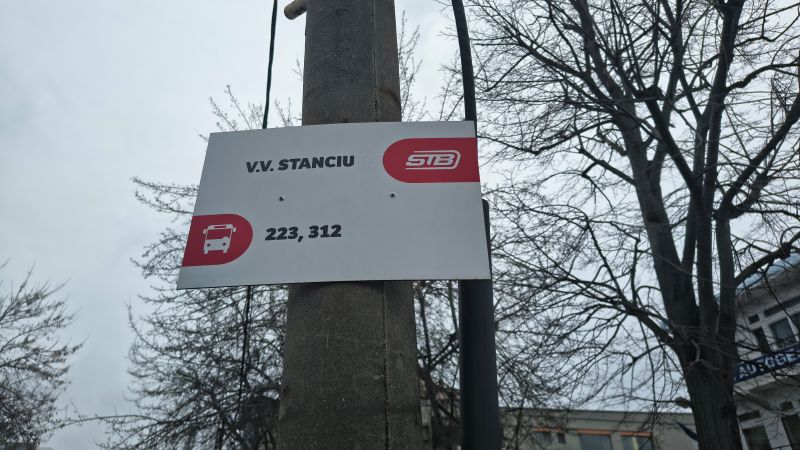 V.V. STANCIU
STB
223, 312